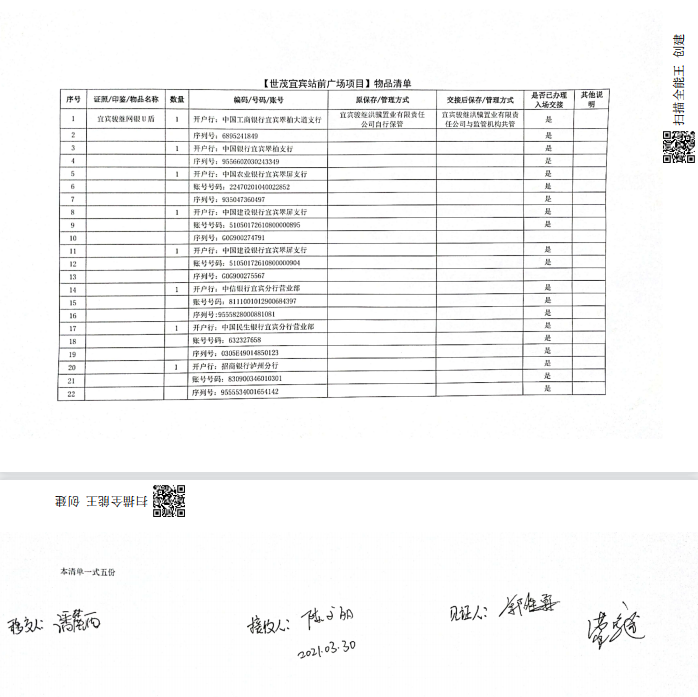 扫描全能王 创建
【世茂宜宾站前广场项目】物品清单
序号 证照/印鉴/物品名称 数量 编码/号码/账号 原保存/管理方式 交接后保存/管理方式 是否已办理入场交接 其他说明
1 宜宾骏继网银U盾 1 开户行：中国工商银行宜宾翠柏大道支行 宜宾骏继洪骥置业有限责任公司自行保管 宜宾骏继洪骥置业有限责任公司与监管机构共管 是
2 序列号：6895241849 是
3 1 开户行：中国银行宜宾翠柏支行 是
4 序列号：9556602030243349 是
5 1 开户行：中国农业银行宜宾翠屏支行 是
6 账号号码：22470201040022852 是
7 序列号：935047360497 是
8 1 开户行：中国建设银行宜宾翠屏支行 是
9 账号号码：51050172610800000895 是
10 序列号：G0G900274791
11 1 开户行：中国建设银行宜宾翠屏支行 是
12 账号号码：51050172610800000904 是
13 序列号：G0G900275567
14 1 开户行：中信银行宜宾分行营业部 是
15 账号号码：8111001012900684397 是
16 序列号：9555828000881081 是
17 1 开户行：中国民生银行宜宾分行营业部 是
18 账号号码：632327658 是
19 序列号：0305E19014850123 是
20 1 开户行：招商银行泸州分行 是
21 账号号码：830900346010301 是
22 序列号：9555534001654142 是
扫描全能王 创建
本清单一式五份
移交人：
接收人：
见证人：
2021.03.30